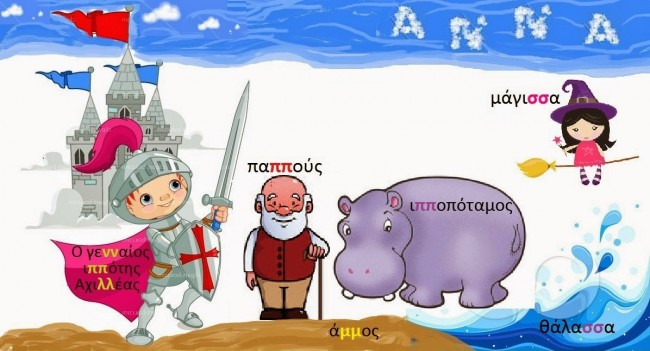 ΑΝΝΑ
μάγισσα
παππούς
ιπποπόταμος
Ο γενναίος
ιππότης
Αχιλλέας
άμμος
θάλασσα